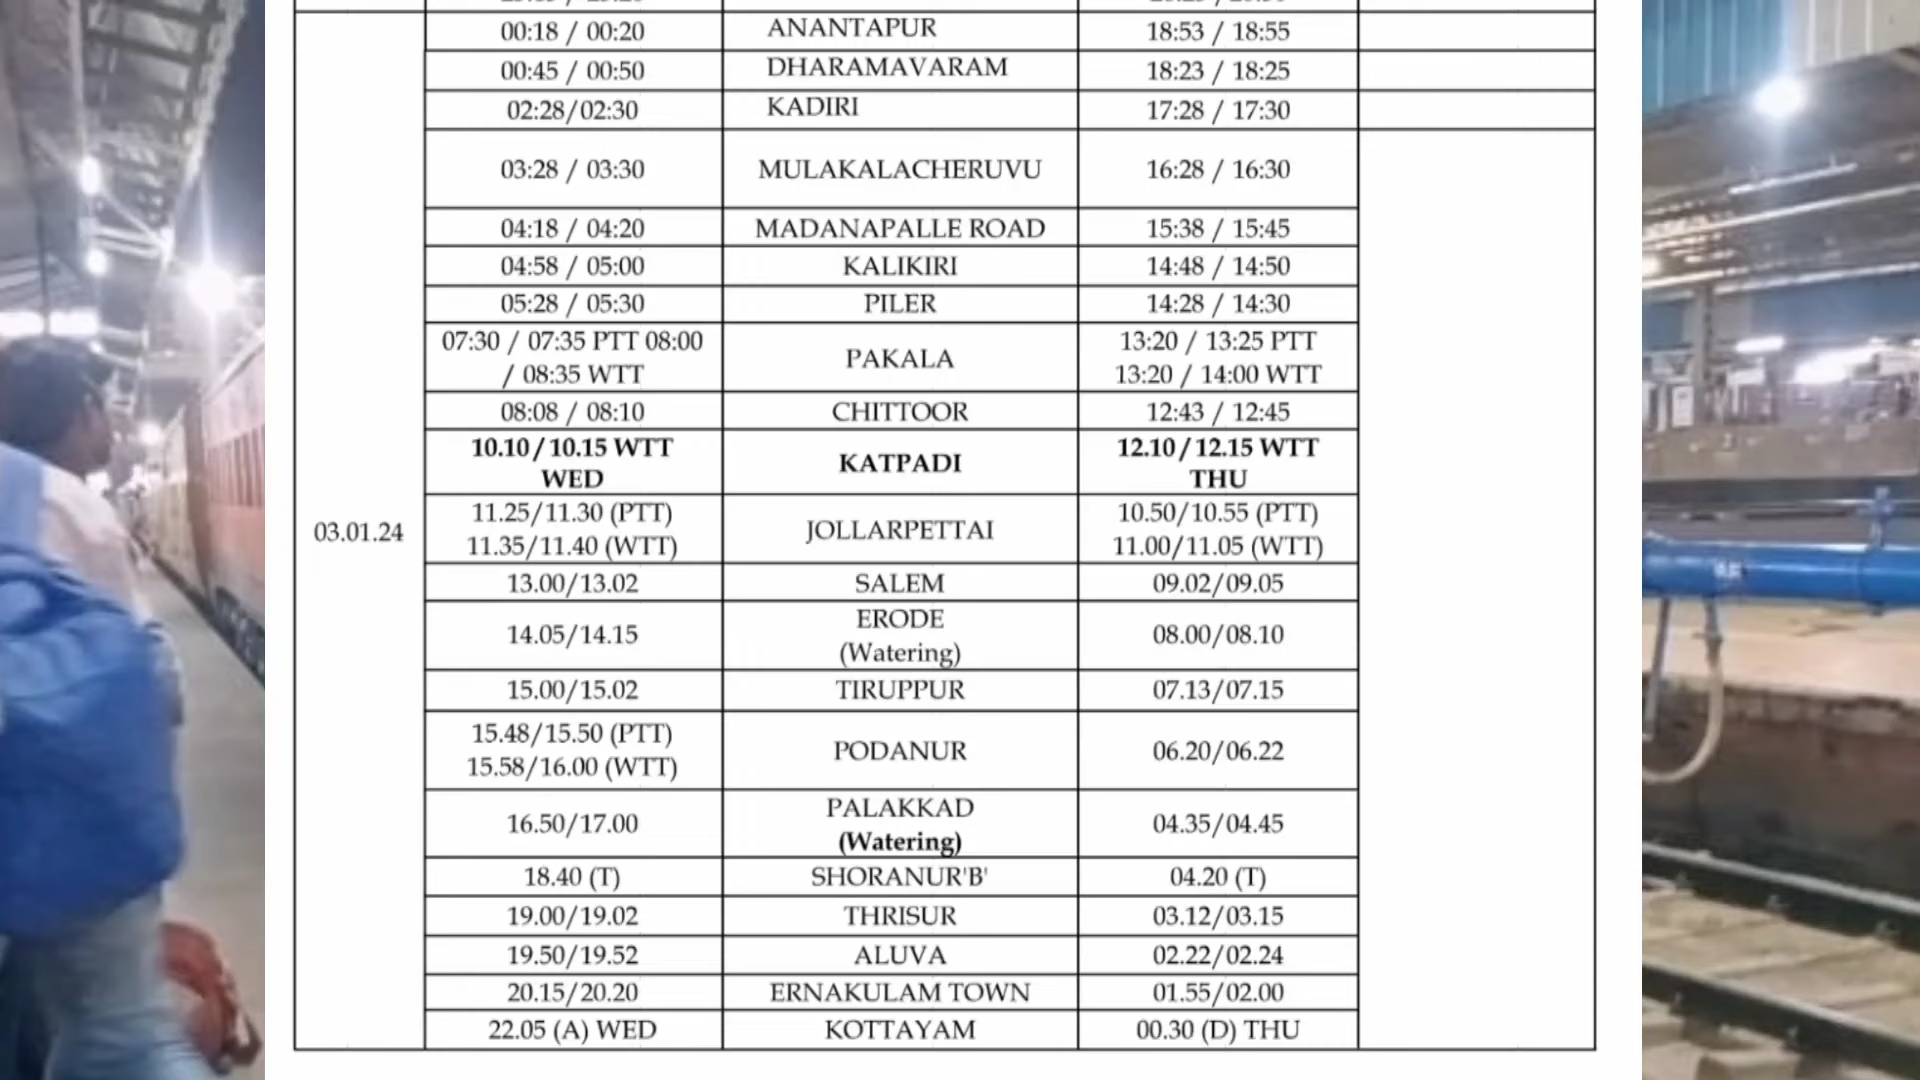 00:18 / 00:20 ANANTAPUR 18:53 / 18:55
00:45 / 00:50 DHARAMAVARAM 18:23 / 18:25
02:28/02:30 KADIRI 17:28 / 17:30
03:28 / 03:30 MULAKALACHERUVU 16:28 / 16:30
04:18 / 04:20 MADANAPALLE ROAD 15:38 / 15:45
04:58 / 05:00 KALIKIRI 14:48 / 14:50
05:28 / 05:30 PILER 14:28 / 14:30
07:30 / 07:35 PTT 08:00
/ 08:35 WTT
PAKALA
13:20 / 13:25 PTT
13:20 / 14:00 WTT
08:08 / 08:10 CHITTOOR 12:43 / 12:45
10.10/10.15 WTT
WED
KATPADI
12.10/12.15 WTT
THU
03.01.24
11.25/11.30 (PTT)
11.35/11.40 (WTT)
JOLLARPETTAI
10.50/10.55 (PTT)
11.00/11.05 (WTT)
13.00/13.02 SALEM 09.02/09.05
14.05/14.15
ERODE
(Watering)
08.00/08.10
15.00/15.02 TIRUPPUR 07.13/07.15
15.48/15.50 (PTT)
15.58/16.00 (WTT)
PODANUR
06.20/06.22
16.50/17.00
PALAKKAD
(Watering)
04.35/04.45
18.40 (T) SHORANUR'B' 04.20 (T)
19.00/19.02 THRISUR 03.12/03.15
19.50/19.52 ALUVA 02.22/02.24
20.15/20.20 ERNAKULAM TOWN 01.55/02.00
22.05 (A) WED KOTTAYAM 00.30 (D) THU